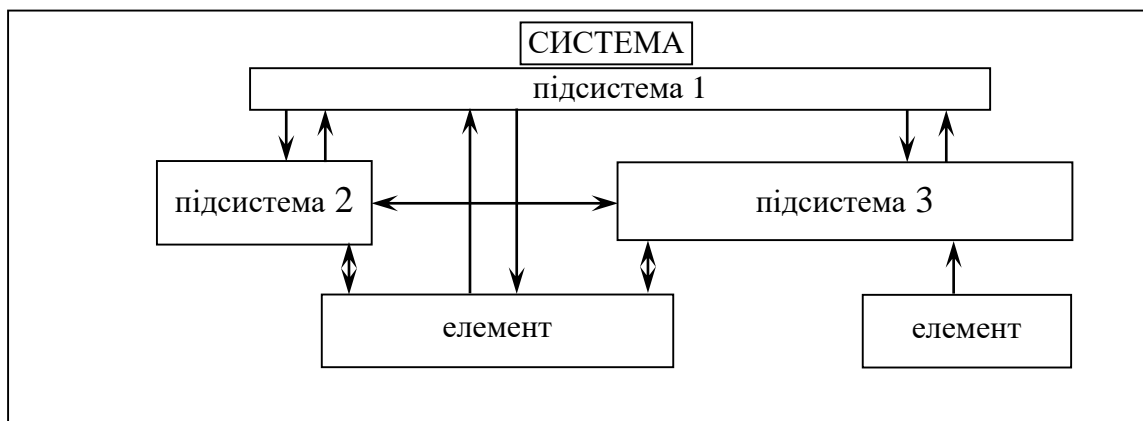 СИСТЕМА
підсистема 1
підсистема 2
підсистема 3
елемент
елемент